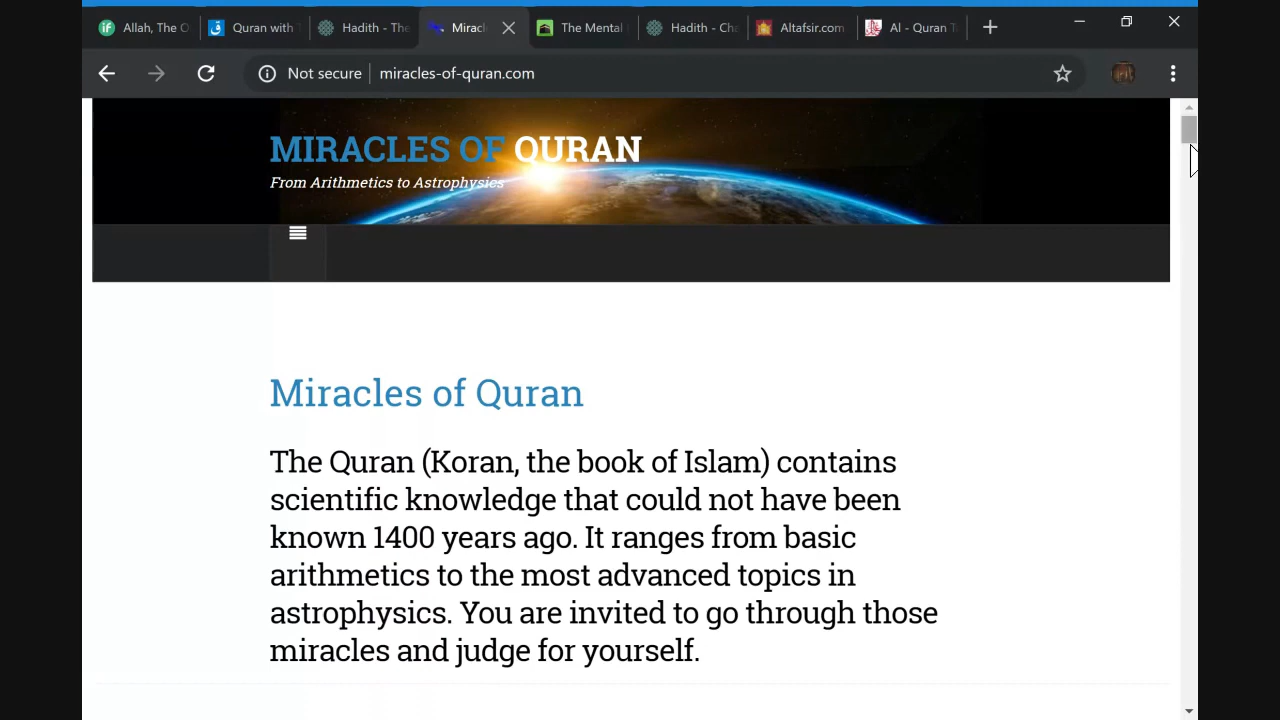 Allah, The O
Quran with T
Hadith - The
Miracl
The Mental
Hadith - Cha
Altafsir.com
Al - Quran T
Not secure
miracles-of-quran.com
MIRACLES OF QURAN
From Arithmetics to Astrophysics
Miracles of Quran
The Quran (Koran, the book of Islam) contains
scientific knowledge that could not have been
known 1400 years ago. It ranges from basic
arithmetics to the most advanced topics in
astrophysics. You are invited to go through those
miracles and judge for yourself.